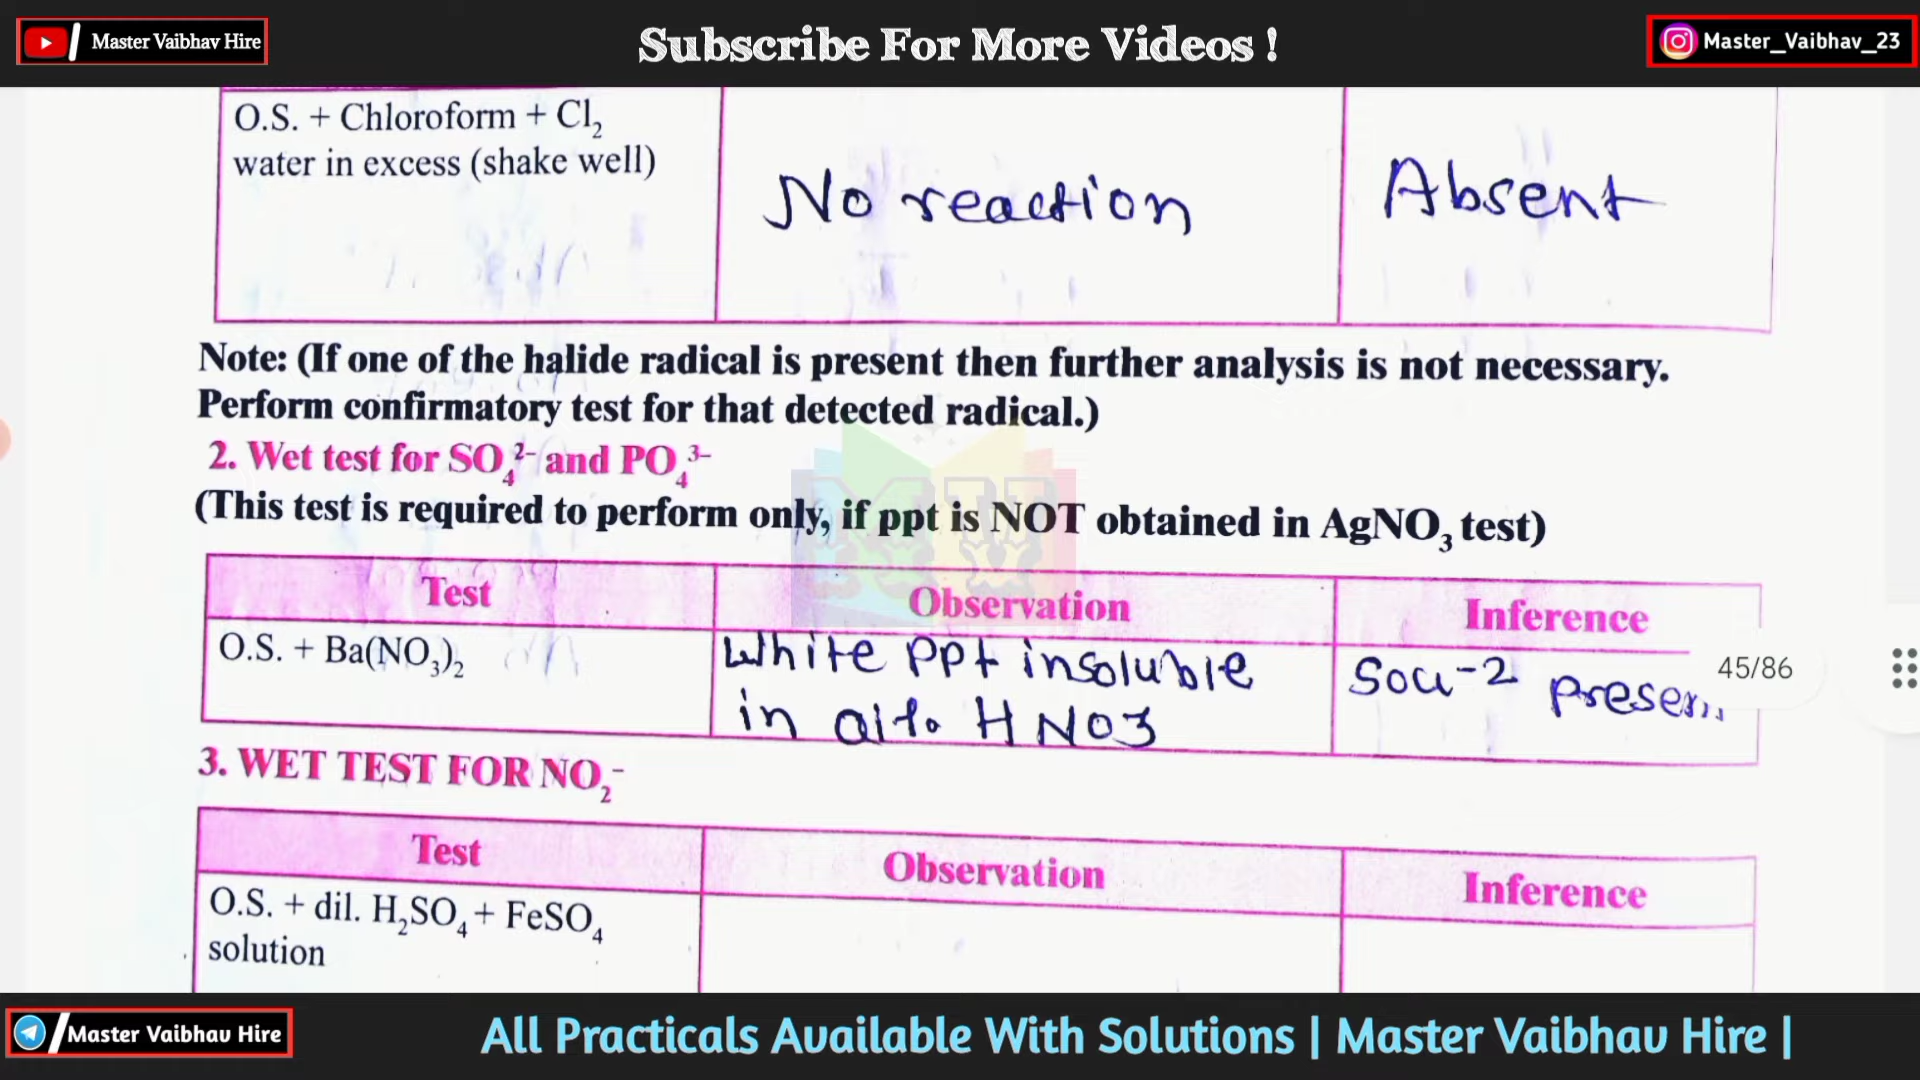 Master Vaibhav Hire
Subscribe For More Videos !
Master_Vaibhav_23
O.S. + Chloroform + Cl₂
water in excess (shake well)
No reaction
Absent
Note: (If one of the halide radical is present then further analysis is not necessary.
Perform confirmatory test for that detected radical.)
2. Wet test for SO₄²⁻ and PO₄³⁻
(This test is required to perform only, if ppt is NOT obtained in AgNO₃ test)
Test Observation Inference
O.S. + Ba(NO₃)₂
White ppt insoluble
in HNO3
SO4-2 present
45/86
3. WET TEST FOR NO₂⁻
Test Observation Inference
O.S. + dil. H₂SO₄ + FeSO₄
solution
Master Vaibhav Hire
All Practicals Available With Solutions | Master Vaibhav Hire |